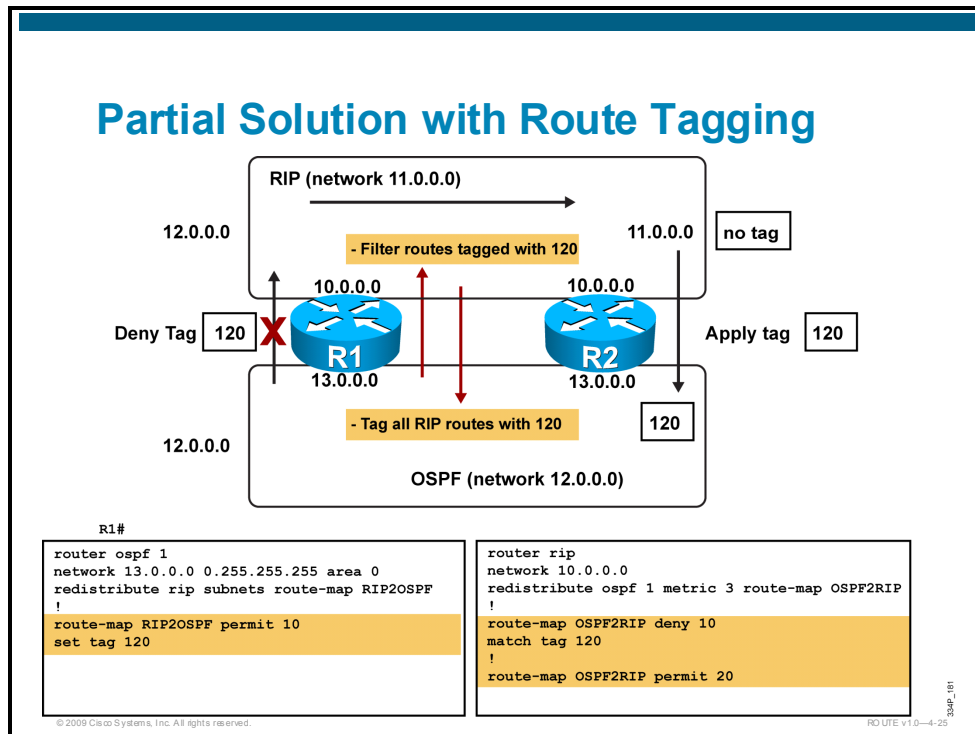 Partial Solution with Route Tagging
RIP (network 11.0.0.0)
12.0.0.0
11.0.0.0
no tag
- Filter routes tagged with 120
10.0.0.0
10.0.0.0
Deny Tag
120
X
R1
R2
Apply tag
120
13.0.0.0
13.0.0.0
- Tag all RIP routes with 120
120
12.0.0.0
OSPF (network 12.0.0.0)
R1#
router ospf 1
network 13.0.0.0 0.255.255.255 area 0
redistribute rip subnets route-map RIP2OSPF
!
route-map RIP2OSPF permit 10
set tag 120
router rip
network 10.0.0.0
redistribute ospf 1 metric 3 route-map OSPF2RIP
!
route-map OSPF2RIP deny 10
match tag 120
!
route-map OSPF2RIP permit 20
334P_181
© 2009 Cisco Systems, Inc. All rights reserved.
ROUTE v1.0—4-25